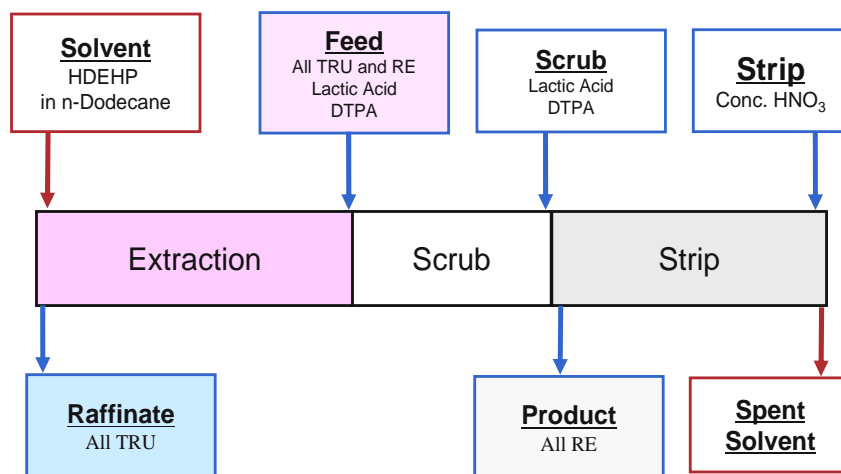 Solvent
HDEHP
in n-Dodecane
Feed
All TRU and RE
Lactic Acid
DTPA
Scrub
Lactic Acid
DTPA
Strip
Conc. HNO₃
Extraction
Scrub
Strip
Raffinate
All TRU
Product
All RE
Spent
Solvent